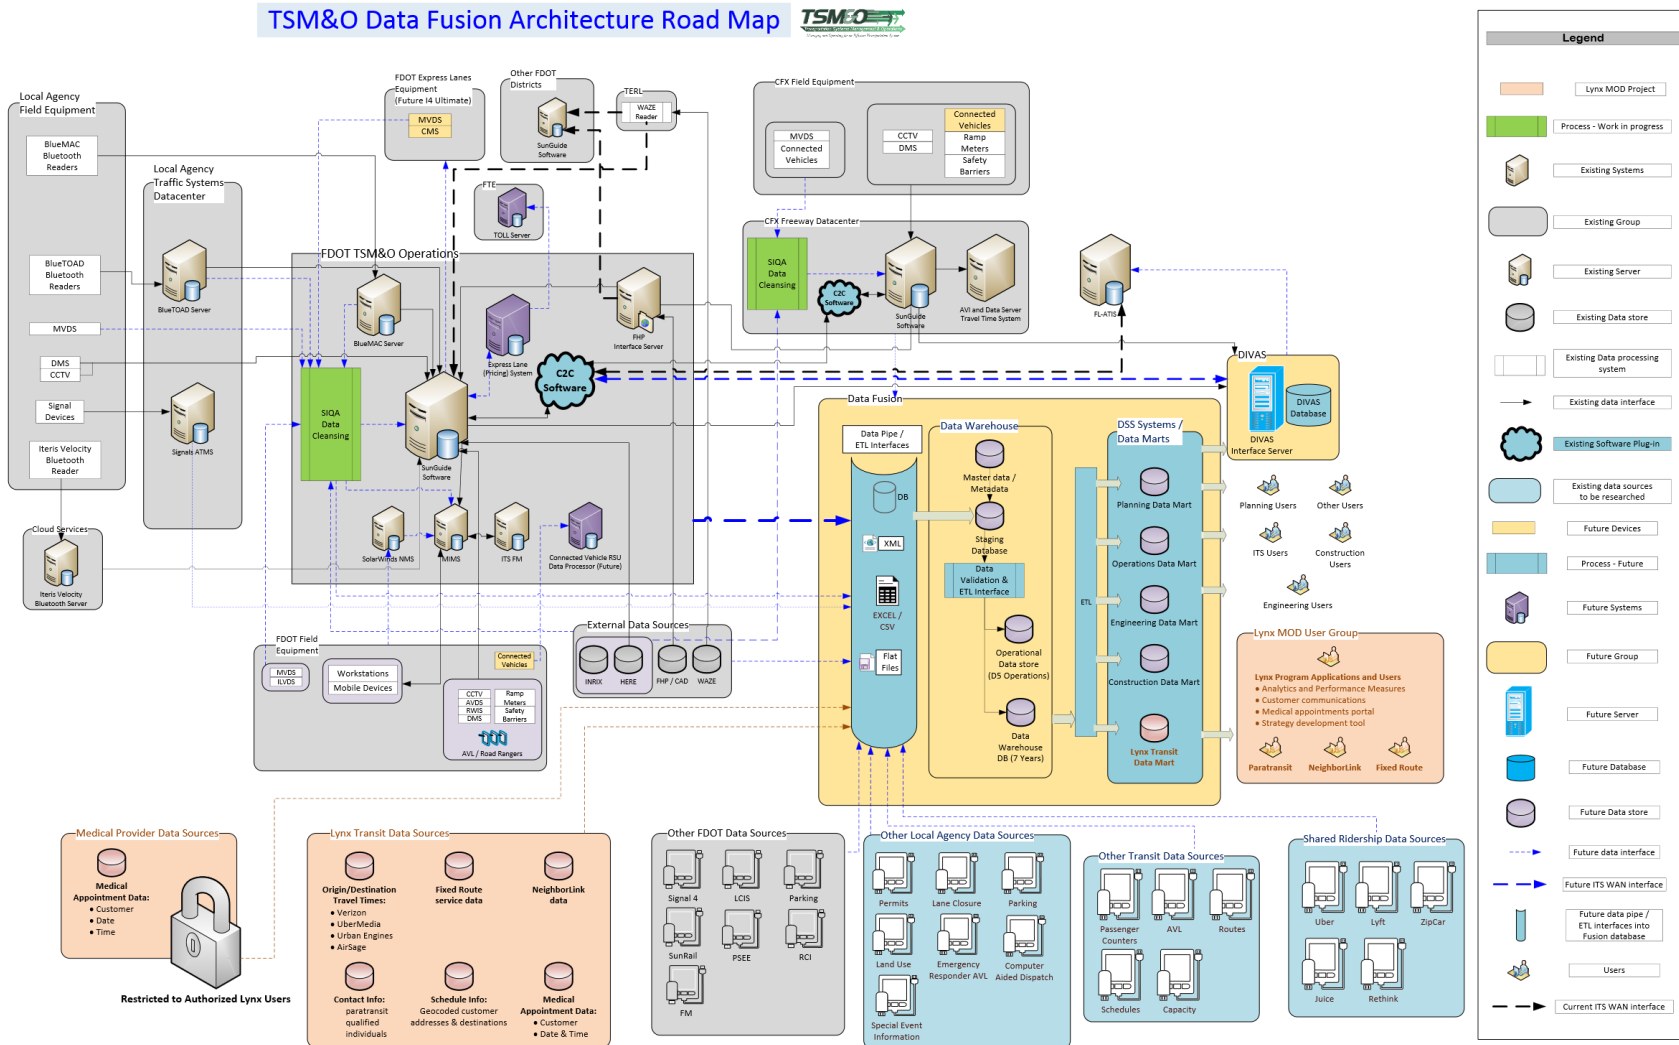 TSM&O Data Fusion Architecture Road Map
TSM&O
Local Agency
Field Equipment
BlueMAC
Bluetooth
Readers
BlueTOAD
Bluetooth
Readers
MVDS
DMS
CCTV
Signal
Devices
Iteris Velocity
Bluetooth
Reader
Cloud Services
Iteris Velocity
Bluetooth Server
Local Agency
Traffic Systems
Datacenter
BlueTOAD Server
Signals ATMS
FDOT Express Lanes
Equipment
(Future I4 Ultimate)
MVDS
CMS
Other FDOT
Districts
SunGuide
Software
TERL
WAZE
Reader
FTE
TOLL Server
FDOT TSM&O Operations
BlueMAC Server
Express Lane
(Pricing) System
FHP
Interface Server
C2C
Software
SIQA
Data
Cleansing
SunGuide
Software
SolarWinds NMS
MIMS
ITS FM
Connected Vehicle RSU
Data Processor (Future)
CFX Field Equipment
MVDS
Connected
Vehicles
CCTV
DMS
Connected
Vehicles
Ramp
Meters
Safety
Barriers
CFX Freeway Datacenter
SIQA
Data
Cleansing
C2C
Software
SunGuide
Software
AVI and Data Server
Travel Time System
FL-ATIS
DIVAS
DIVAS
Database
DIVAS
Interface Server
Planning Users
Other Users
ITS Users
Construction
Users
Engineering Users
Data Fusion
Data Pipe /
ETL Interfaces
DB
XML
EXCEL /
CSV
Flat
Files
Data Warehouse
Master data /
Metadata
Staging
Database
Data
Validation &
ETL Interface
Operational
Data store
(D5 Operations)
Data
Warehouse
DB (7 Years)
ETL
DSS Systems /
Data Marts
Planning Data Mart
Operations Data Mart
Engineering Data Mart
Construction Data Mart
Lynx Transit
Data Mart
Lynx MOD User Group
Lynx Program Applications and Users
• Analytics and Performance Measures
• Customer communications
• Medical appointments portal
• Strategy development tool
Paratransit
NeighborLink
Fixed Route
FDOT Field
Equipment
MVDS
ILVDS
Workstations
Mobile Devices
Connected
Vehicles
CCTV
AVDS
RWIS
DMS
Ramp
Meters
Safety
Barriers
AVL / Road Rangers
External Data Sources
INRIX
HERE
FHP / CAD
WAZE
Medical Provider Data Sources
Medical
Appointment Data:
• Customer
• Date
• Time
Restricted to Authorized Lynx Users
Lynx Transit Data Sources
Origin/Destination
Travel Times:
• Verizon
• UberMedia
• Urban Engines
• AirSage
Fixed Route
service data
NeighborLink
data
Contact Info:
paratransit
qualified
individuals
Schedule Info:
Geocoded customer
addresses & destinations
Medical
Appointment Data:
• Customer
• Date & Time
Other FDOT Data Sources
Signal 4
LCIS
Parking
SunRail
PSEE
RCI
FM
Other Local Agency Data Sources
Permits
Lane Closure
Parking
Land Use
Emergency
Responder AVL
Computer
Aided Dispatch
Special Event
Information
Other Transit Data Sources
Passenger
Counters
AVL
Routes
Schedules
Capacity
Shared Ridership Data Sources
Uber
Lyft
ZipCar
Juice
Rethink
Legend
Lynx MOD Project
Process - Work in progress
Existing Systems
Existing Group
Existing Server
Existing Data store
Existing Data processing
system
Existing data interface
Existing Software Plug-in
Existing data sources
to be researched
Future Devices
Process - Future
Future Systems
Future Group
Future Server
Future Database
Future Data store
Future data interface
Future ITS WAN interface
Future data pipe /
ETL interfaces into
Fusion database
Users
Current ITS WAN interface